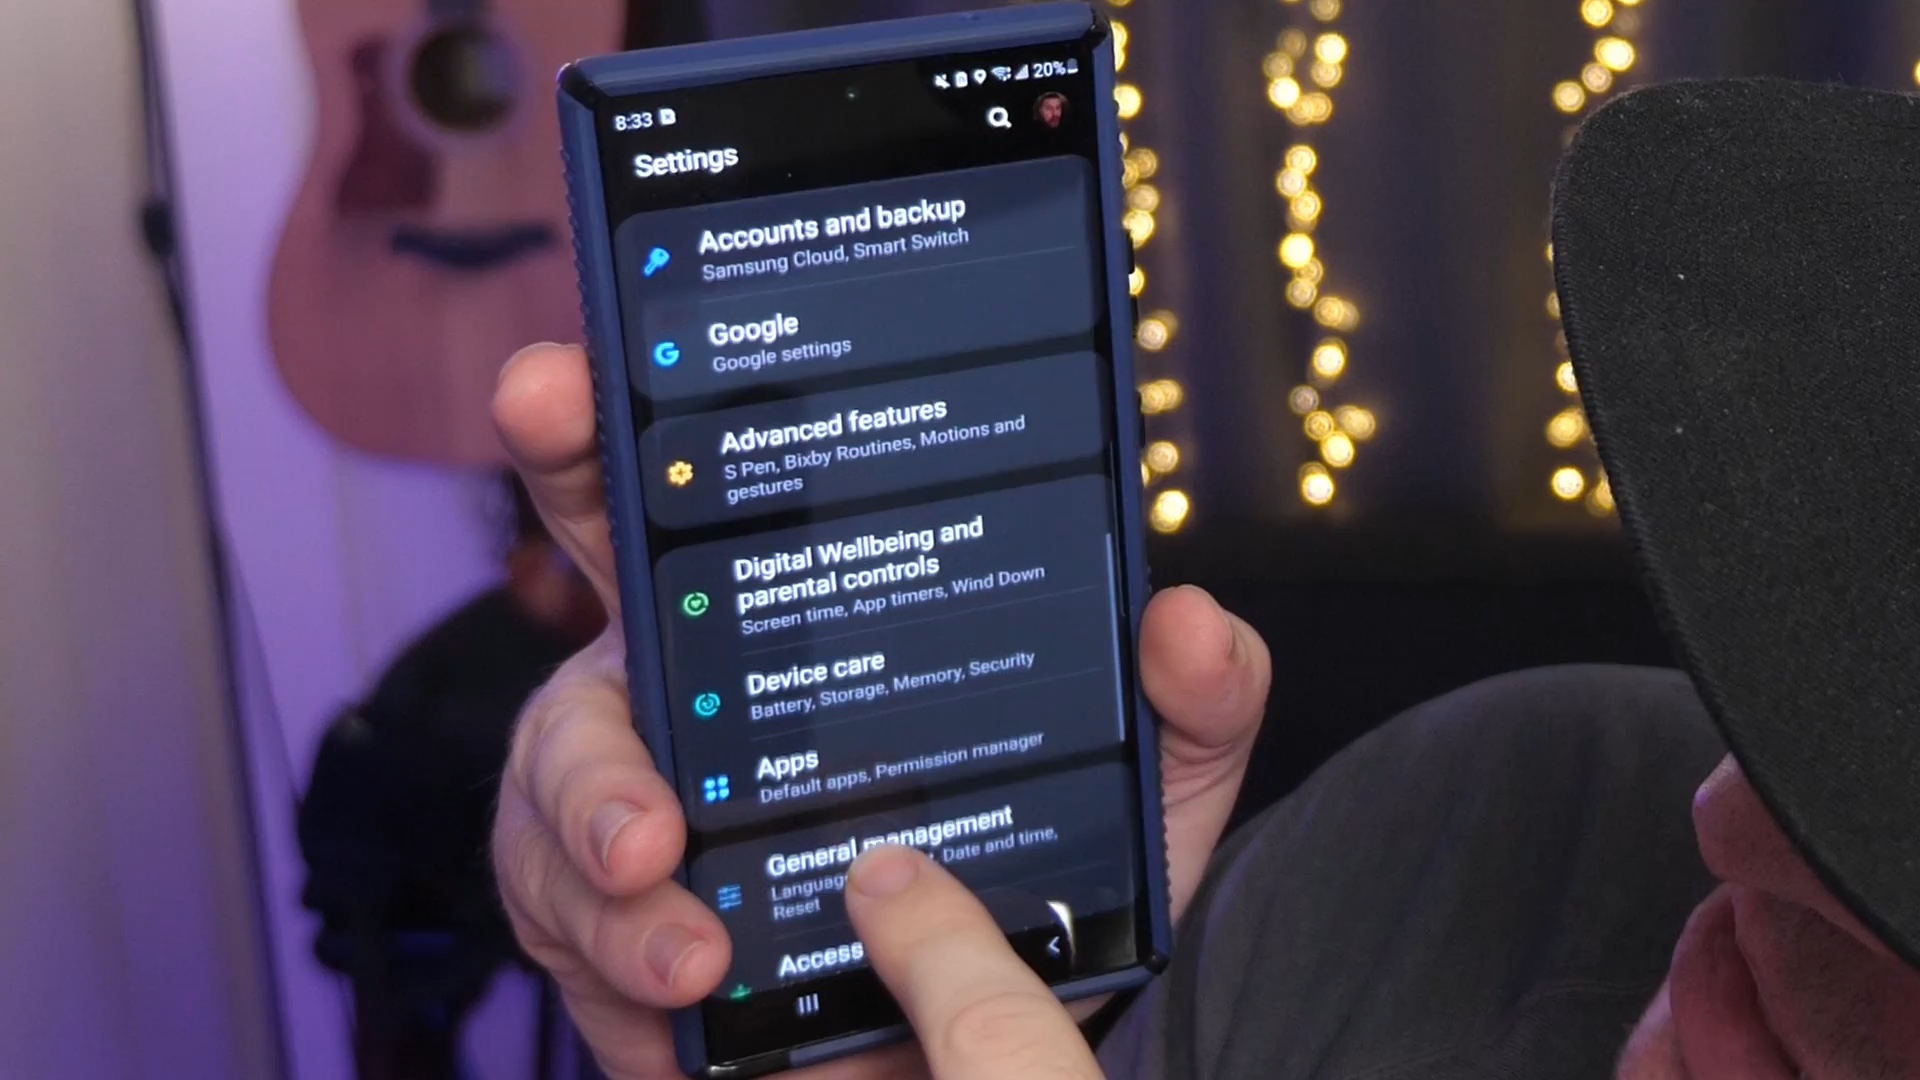 8:33
20%
Settings
Accounts and backup
Samsung Cloud, Smart Switch
Google
Google settings
Advanced features
S Pen, Bixby Routines, Motions and
gestures
Digital Wellbeing and
parental controls
Screen time, App timers, Wind Down
Device care
Battery, Storage, Memory, Security
Apps
Default apps, Permission manager
General management
Date and time,
Reset